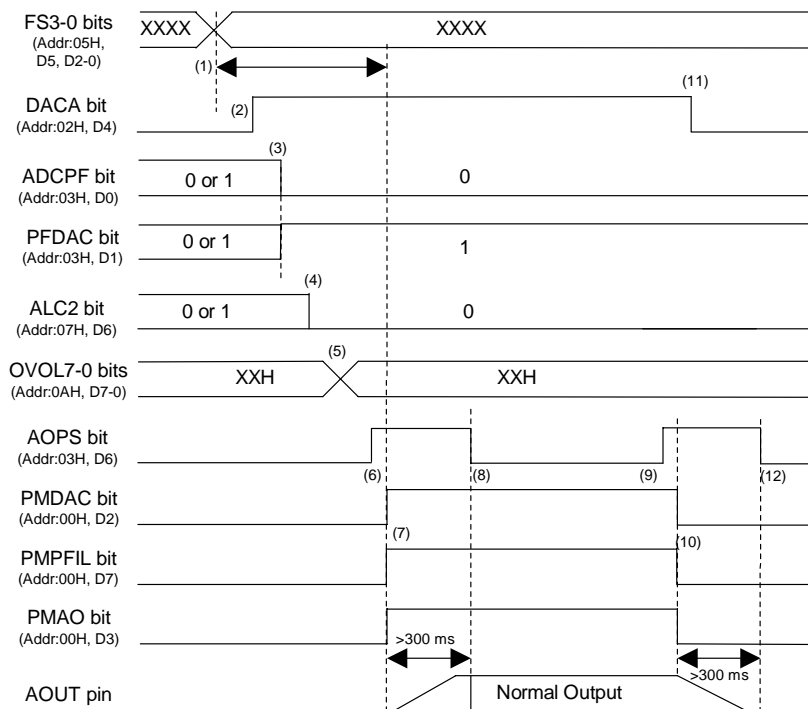 FS3-0 bits
(Addr:05H,
D5, D2-0)
XXXX
XXXX
(1)
DACA bit
(Addr:02H, D4)
(2)
(11)
ADCPF bit
(Addr:03H, D0)
(3)
0 or 1
0
PFDAC bit
(Addr:03H, D1)
0 or 1
1
ALC2 bit
(Addr:07H, D6)
(4)
0 or 1
0
OVOL7-0 bits
(Addr:0AH, D7-0)
(5)
XXH
XXH
AOPS bit
(Addr:03H, D6)
(6)
(8)
(9)
(12)
PMDAC bit
(Addr:00H, D2)
(7)
(10)
PMPFIL bit
(Addr:00H, D7)
PMAO bit
(Addr:00H, D3)
>300 ms
>300 ms
AOUT pin
Normal Output